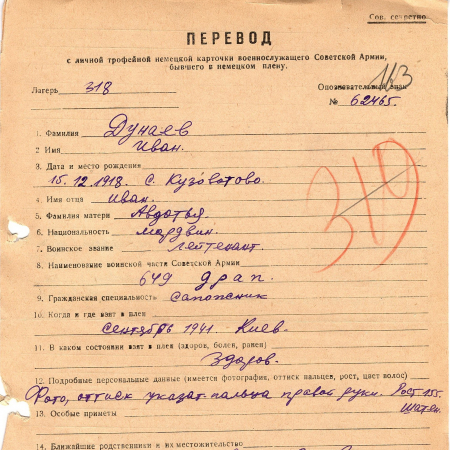 Сов. секретно
ПЕРЕВОД
с личной трофейной немецкой карточки военнослужащего Советской Армии,
бывшего в немецком плену.
Лагерь 318
Опознавательный знак
№ 62465.
1. Фамилия Дунаев
2 Имя Иван.
3. Дата и место рождения
15.12.1918. с. Кузоватово.
4. Имя отца Иван.
5. Фамилия матери Авдотья
6. Национальность мордвин.
7. Воинское звание лейтенант.
8. Наименование воинской части Советской Армии
649 драп.
9. Гражданская специальность сапожник
10. Когда и где взят в плен
сентябрь 1941. Киев.
11. В каком состоянии взят в плен (здоров, болен, ранен)
Здоров.
12. Подробные персональные данные (имеется фотография, оттиск пальцев, рост, цвет волос)
Фото, оттиск указат. пальца правой руки. Рост 155.
Шатен.
13. Особые приметы
14. Ближайшие родственники и их местожительство
319